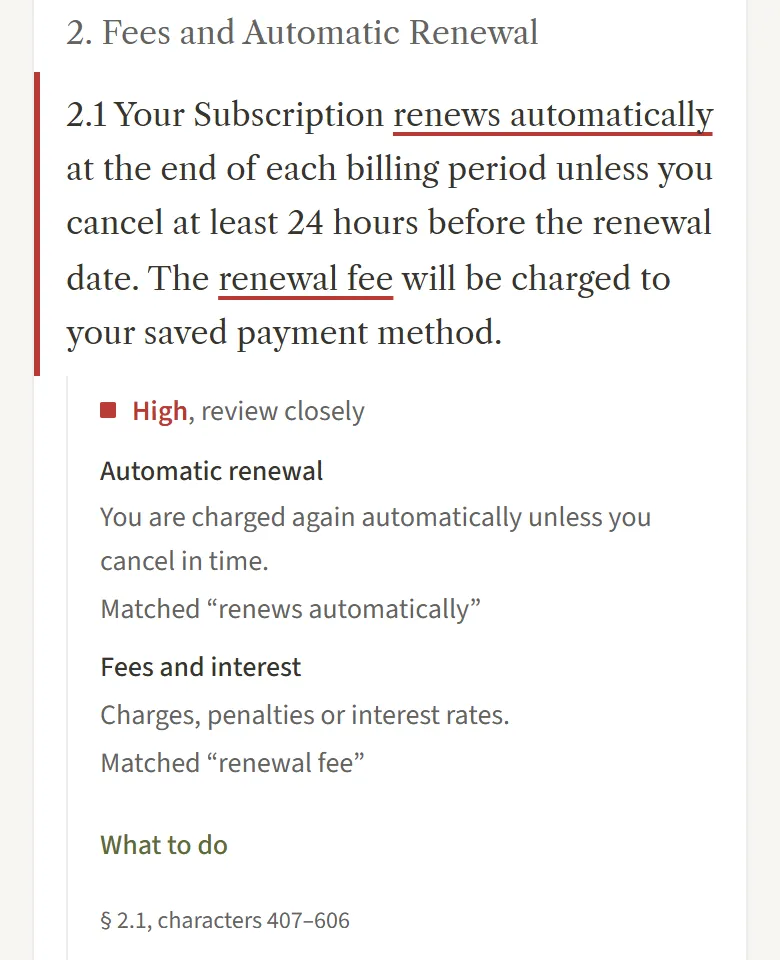 2. Fees and Automatic Renewal
2.1 Your Subscription renews automatically
at the end of each billing period unless you
cancel at least 24 hours before the renewal
date. The renewal fee will be charged to
your saved payment method.
High, review closely
Automatic renewal
You are charged again automatically unless you
cancel in time.
Matched “renews automatically”
Fees and interest
Charges, penalties or interest rates.
Matched “renewal fee”
What to do
§ 2.1, characters 407–606